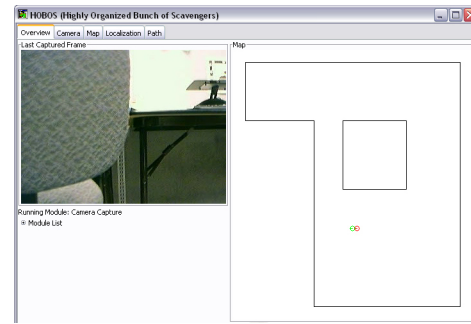 HOBOS (Highly Organized Bunch of Scavengers)
Overview Camera Map Localization Path
Last Captured Frame
Map
Running Module: Camera Capture
Module List